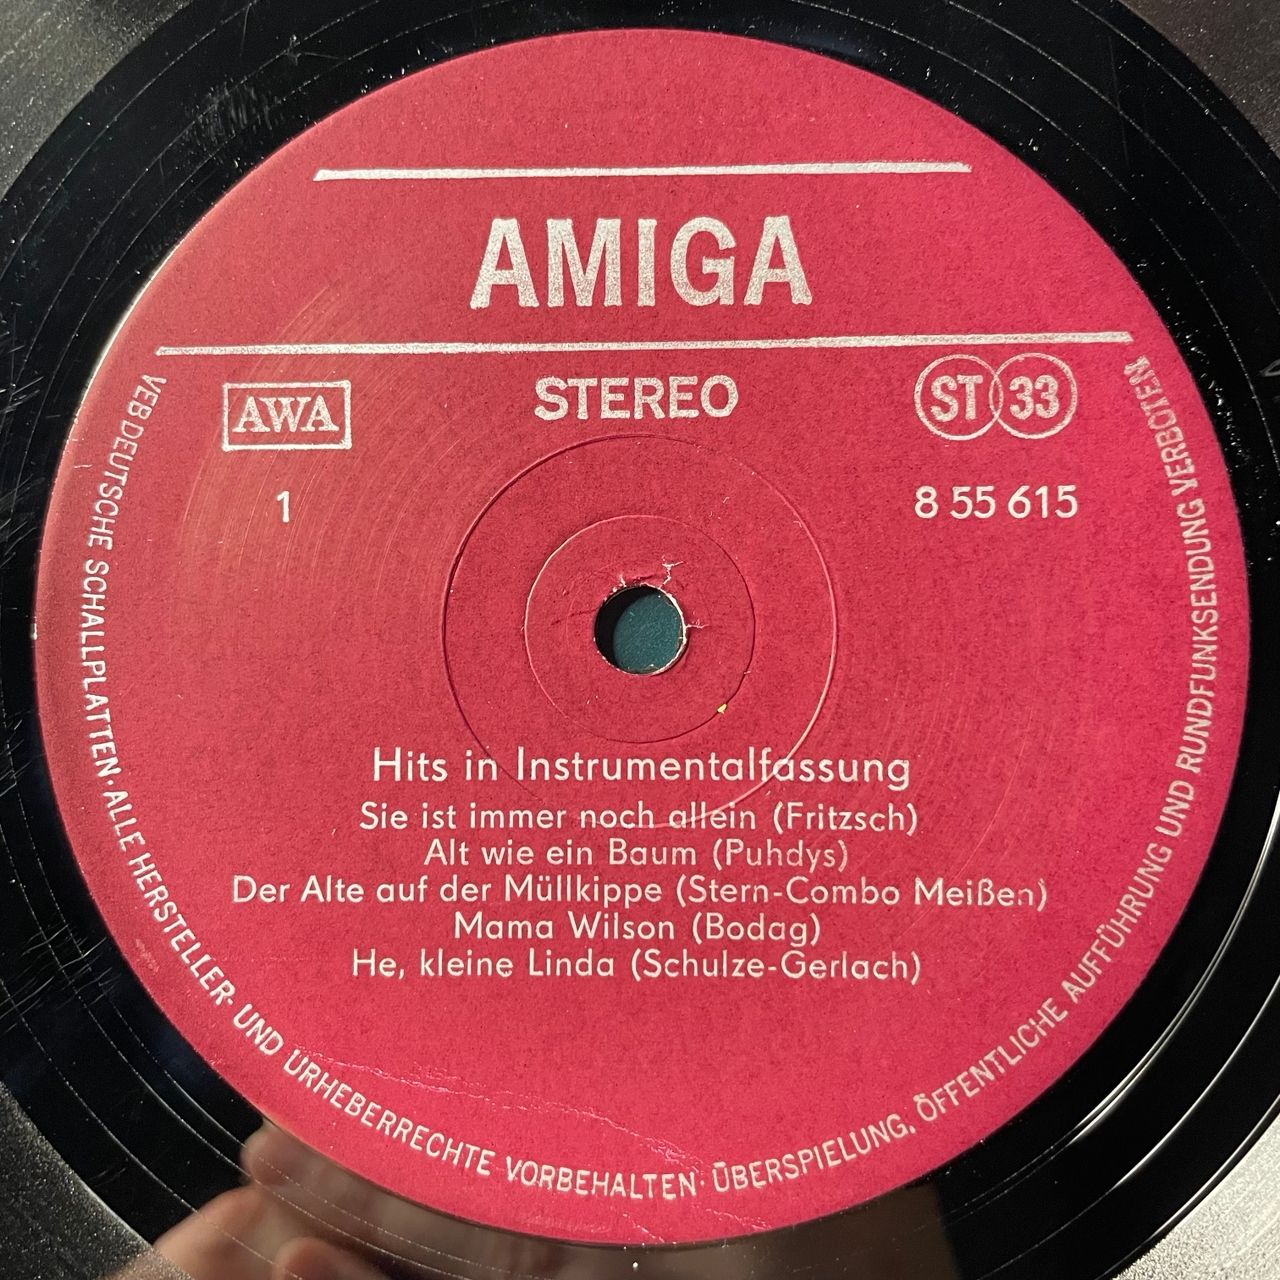 AMIGA
AWA
STEREO
ST 33
1
8 55 615
Hits in Instrumentalfassung
Sie ist immer noch allein (Fritzsch)
Alt wie ein Baum (Puhdys)
Der Alte auf der Müllkippe (Stern-Combo Meißen)
Mama Wilson (Bodag)
He, kleine Linda (Schulze-Gerlach)
VEB DEUTSCHE SCHALLPLATTEN · ALLE HERSTELLER- UND URHEBERRECHTE VORBEHALTEN · ÜBERSPIELUNG, ÖFFENTLICHE AUFFÜHRUNG UND RUNDFUNKSENDUNG VERBOTEN